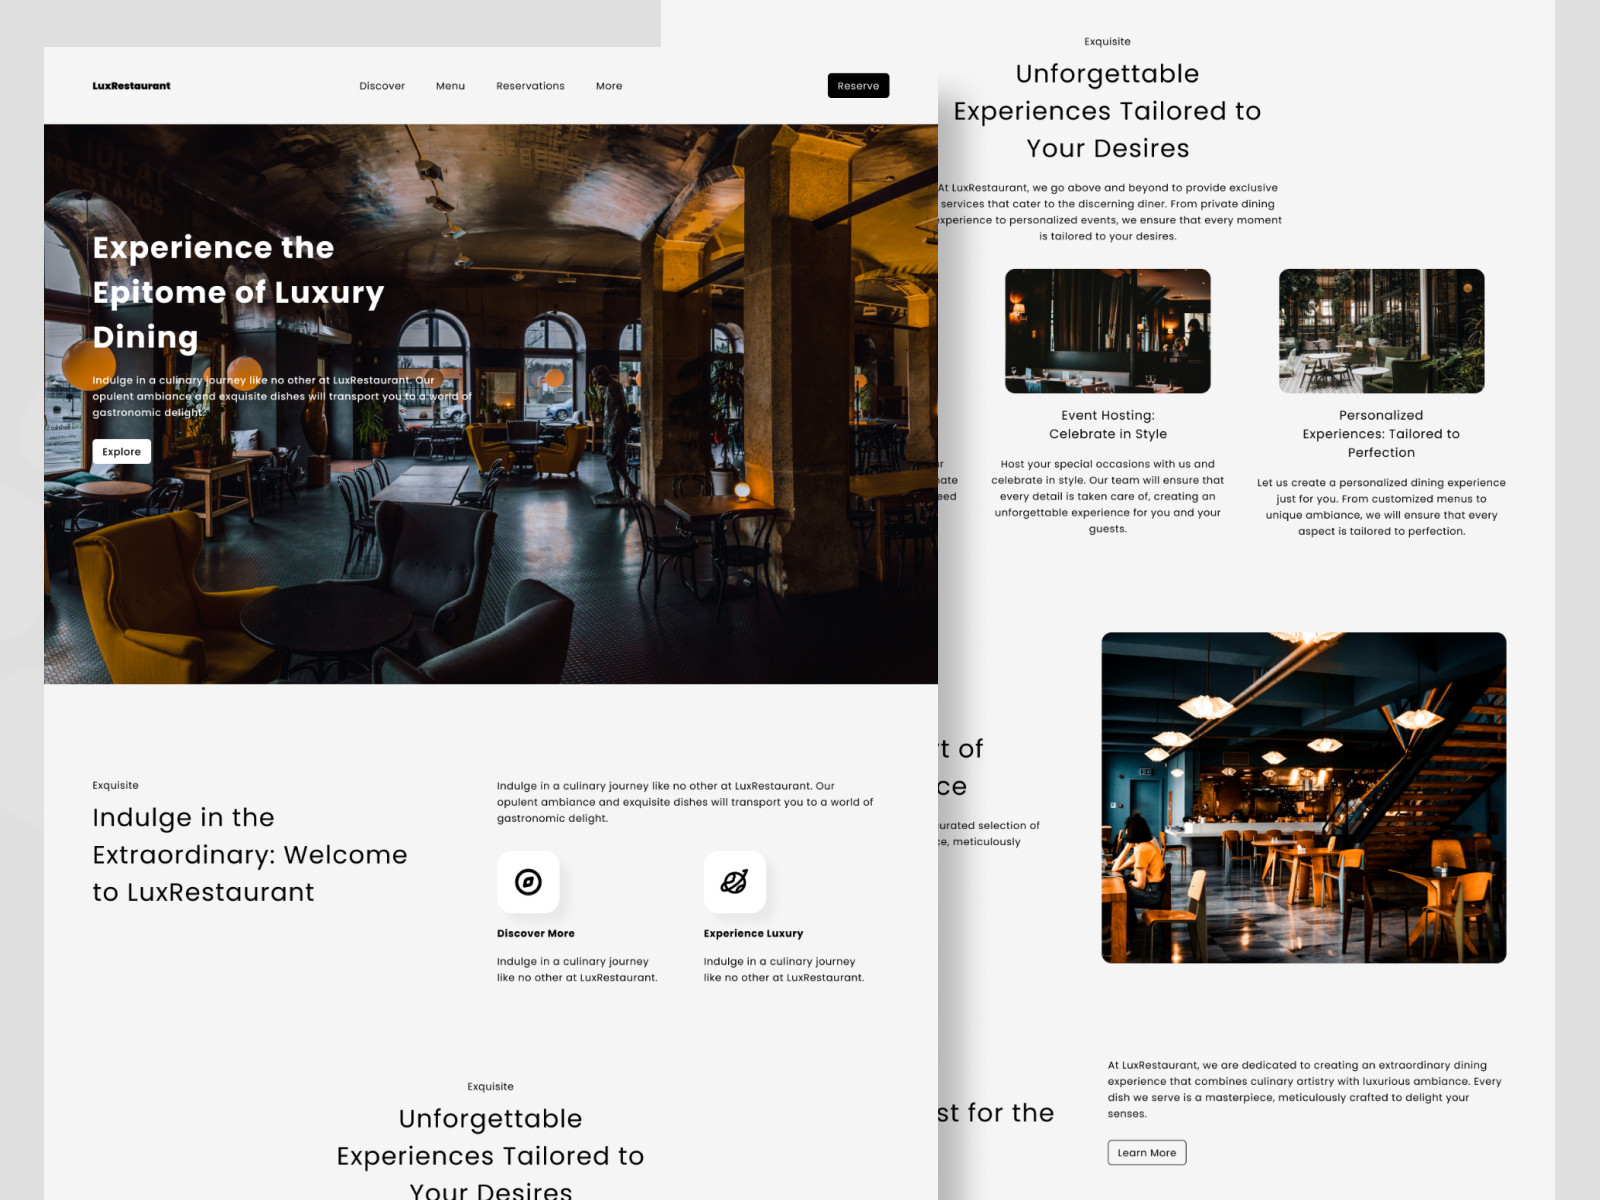 LuxRestaurant
Discover
Menu
Reservations
More
Reserve
Experience the
Epitome of Luxury
Dining
Indulge in a culinary journey like no other at LuxRestaurant. Our
opulent ambiance and exquisite dishes will transport you to a world of
gastronomic delight.
Explore
Exquisite
Indulge in the
Extraordinary: Welcome
to LuxRestaurant
Indulge in a culinary journey like no other at LuxRestaurant. Our
opulent ambiance and exquisite dishes will transport you to a world of
gastronomic delight.
Discover More
Indulge in a culinary journey
like no other at LuxRestaurant.
Experience Luxury
Indulge in a culinary journey
like no other at LuxRestaurant.
Exquisite
Unforgettable
Experiences Tailored to
Your Desires
Exquisite
Unforgettable
Experiences Tailored to
Your Desires
At LuxRestaurant, we go above and beyond to provide exclusive
services that cater to the discerning diner. From private dining
experience to personalized events, we ensure that every moment
is tailored to your desires.
Event Hosting:
Celebrate in Style
Host your special occasions with us and
celebrate in style. Our team will ensure that
every detail is taken care of, creating an
unforgettable experience for you and your
guests.
Personalized
Experiences: Tailored to
Perfection
Let us create a personalized dining experience
just for you. From customized menus to
unique ambiance, we will ensure that every
aspect is tailored to perfection.
of
selection of
meticulously
for the
At LuxRestaurant, we are dedicated to creating an extraordinary dining
experience that combines culinary artistry with luxurious ambiance. Every
dish we serve is a masterpiece, meticulously crafted to delight your
senses.
Learn More